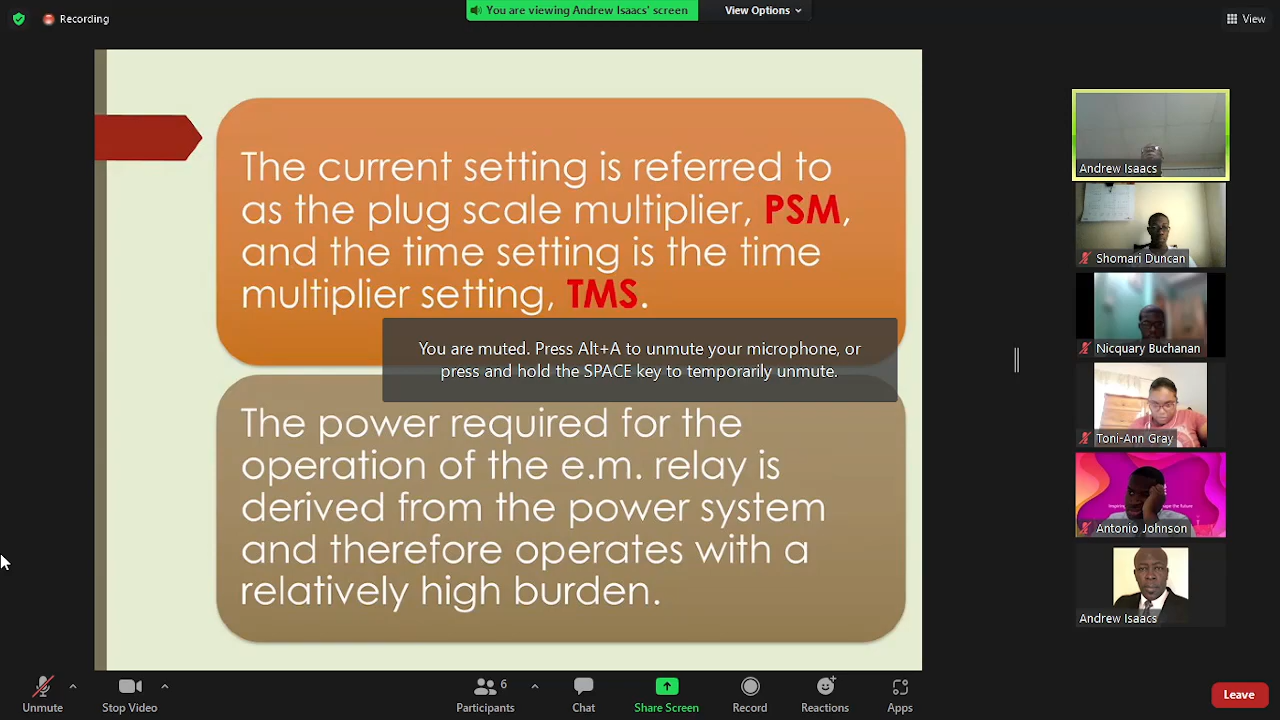 Recording
You are viewing Andrew Isaacs' screen
View Options
View
The current setting is referred to
as the plug scale multiplier, PSM,
and the time setting is the time
multiplier setting, TMS.
You are muted. Press Alt+A to unmute your microphone, or
press and hold the SPACE key to temporarily unmute.
The power required for the
operation of the e.m. relay is
derived from the power system
and therefore operates with a
relatively high burden.
Andrew Isaacs
Shomari Duncan
Nicquary Buchanan
Toni-Ann Gray
Antonio Johnson
Andrew Isaacs
Unmute
Stop Video
6
Participants
Chat
Share Screen
Record
Reactions
Apps
Leave